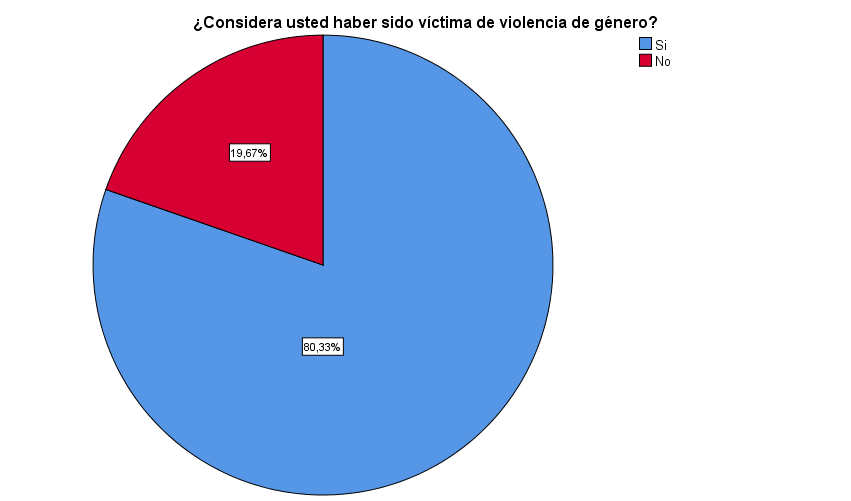 ¿Considera usted haber sido víctima de violencia de género?
Si
No
19,67%
80,33%